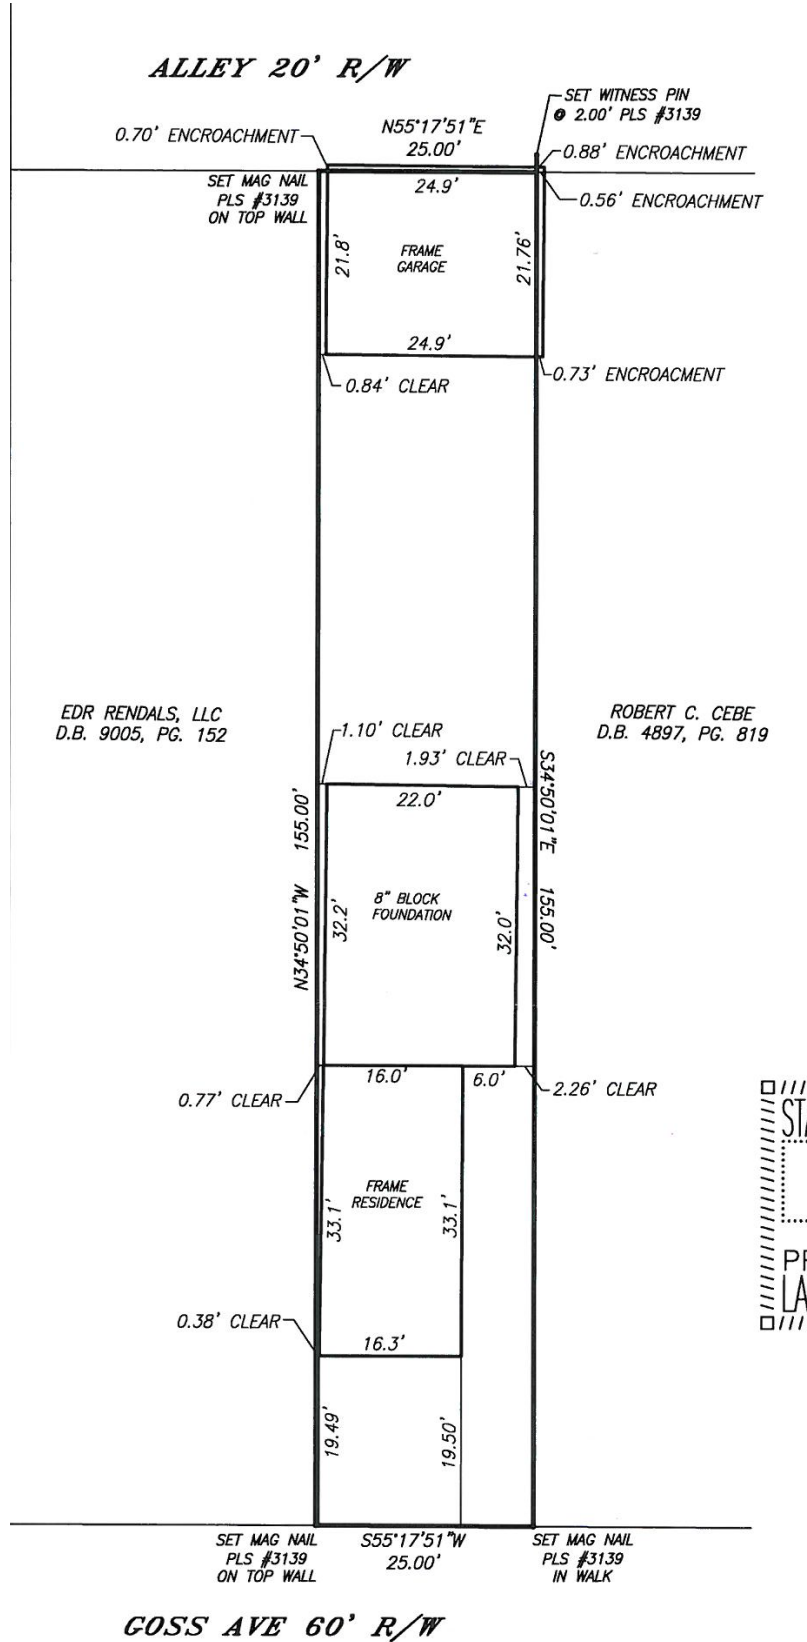 ALLEY 20' R/W
SET WITNESS PIN
@ 2.00' PLS #3139
N55°17'51"E
25.00'
0.70' ENCROACHMENT
0.88' ENCROACHMENT
SET MAG NAIL
PLS #3139
ON TOP WALL
24.9'
0.56' ENCROACHMENT
21.8'
FRAME
GARAGE
21.76'
24.9'
0.84' CLEAR
0.73' ENCROACMENT
EDR RENDALS, LLC
D.B. 9005, PG. 152
ROBERT C. CEBE
D.B. 4897, PG. 819
1.10' CLEAR
1.93' CLEAR
22.0'
N34°50'01"W 155.00'
S34°50'01"E 155.00'
32.2'
8" BLOCK
FOUNDATION
32.0'
16.0'
6.0'
0.77' CLEAR
2.26' CLEAR
STA
PR
LA
FRAME
RESIDENCE
33.1'
33.1'
0.38' CLEAR
16.3'
19.49'
19.50'
SET MAG NAIL
PLS #3139
ON TOP WALL
S55°17'51"W
25.00'
SET MAG NAIL
PLS #3139
IN WALK
GOSS AVE 60' R/W